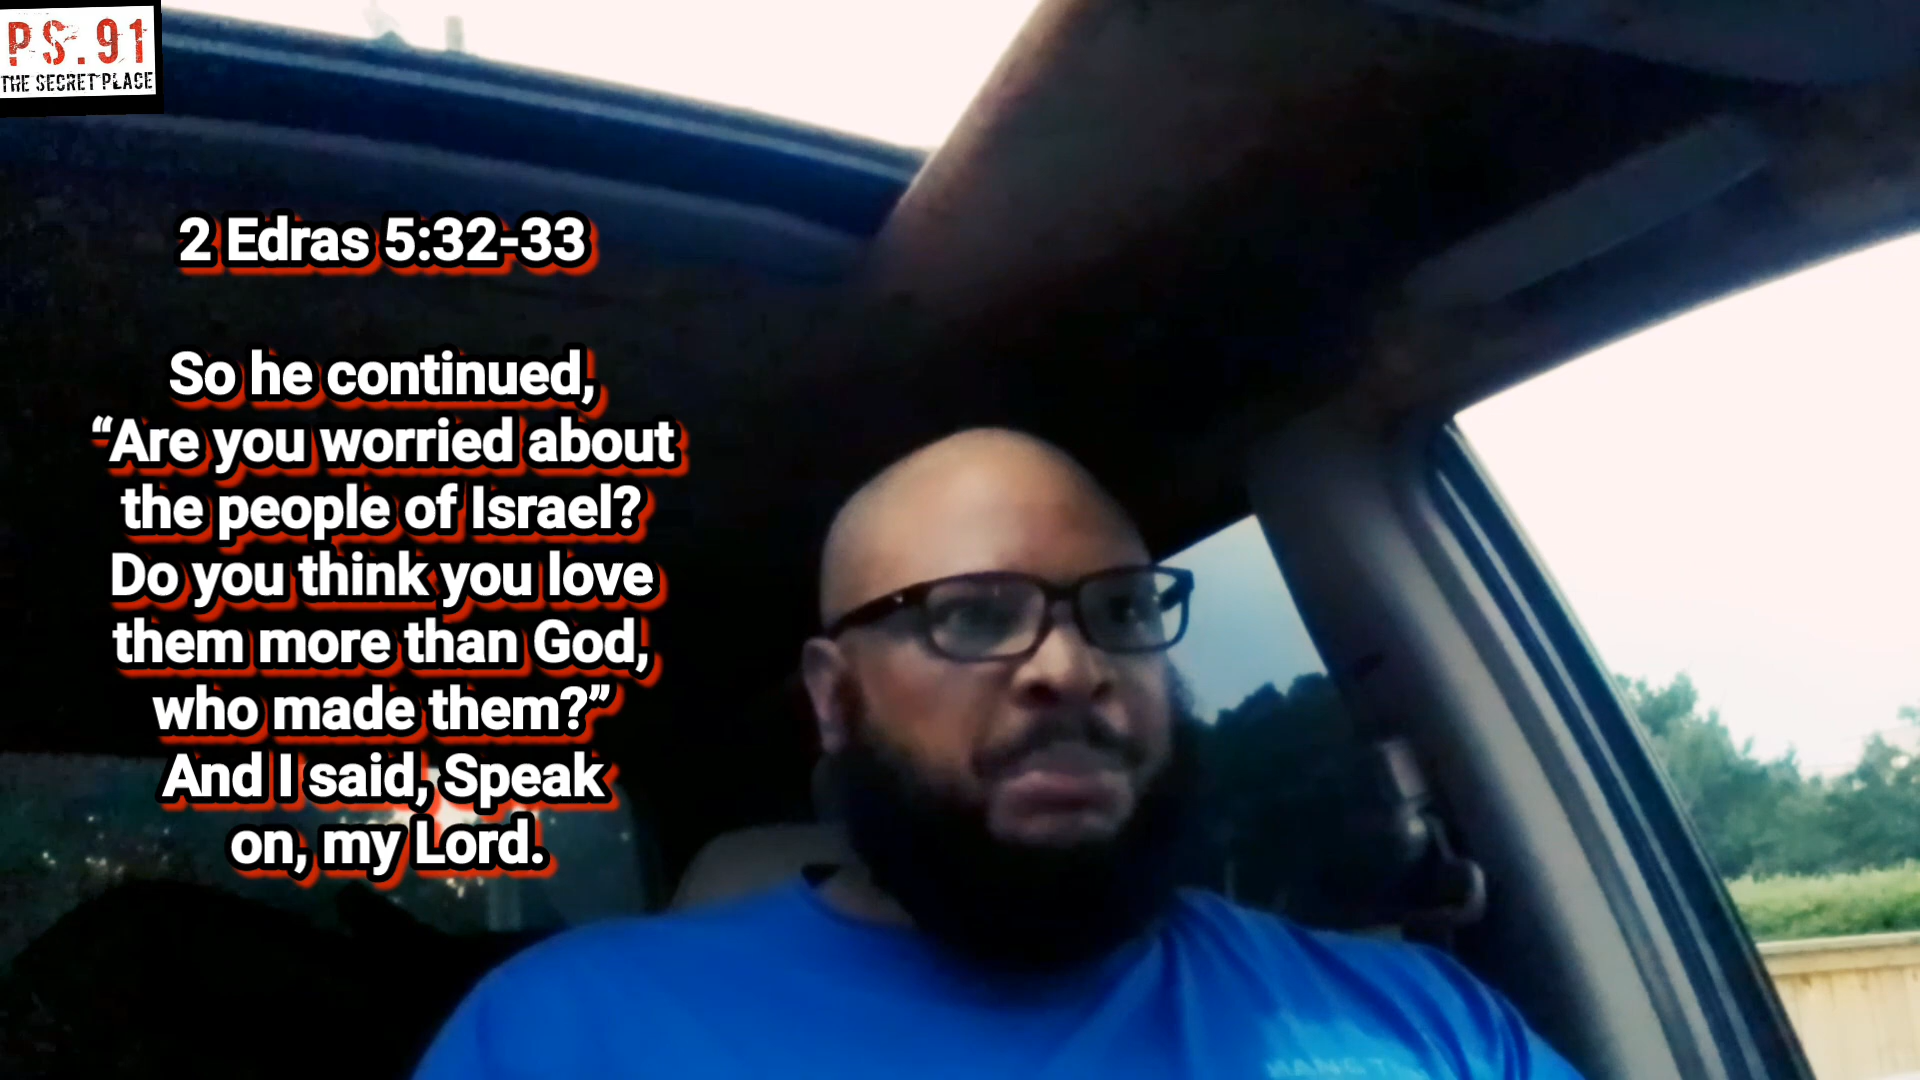 PS.91
THE SECRET PLACE
2 Edras 5:32-33
So he continued,
“Are you worried about
the people of Israel?
Do you think you love
them more than God,
who made them?”
And I said, Speak
on, my Lord.